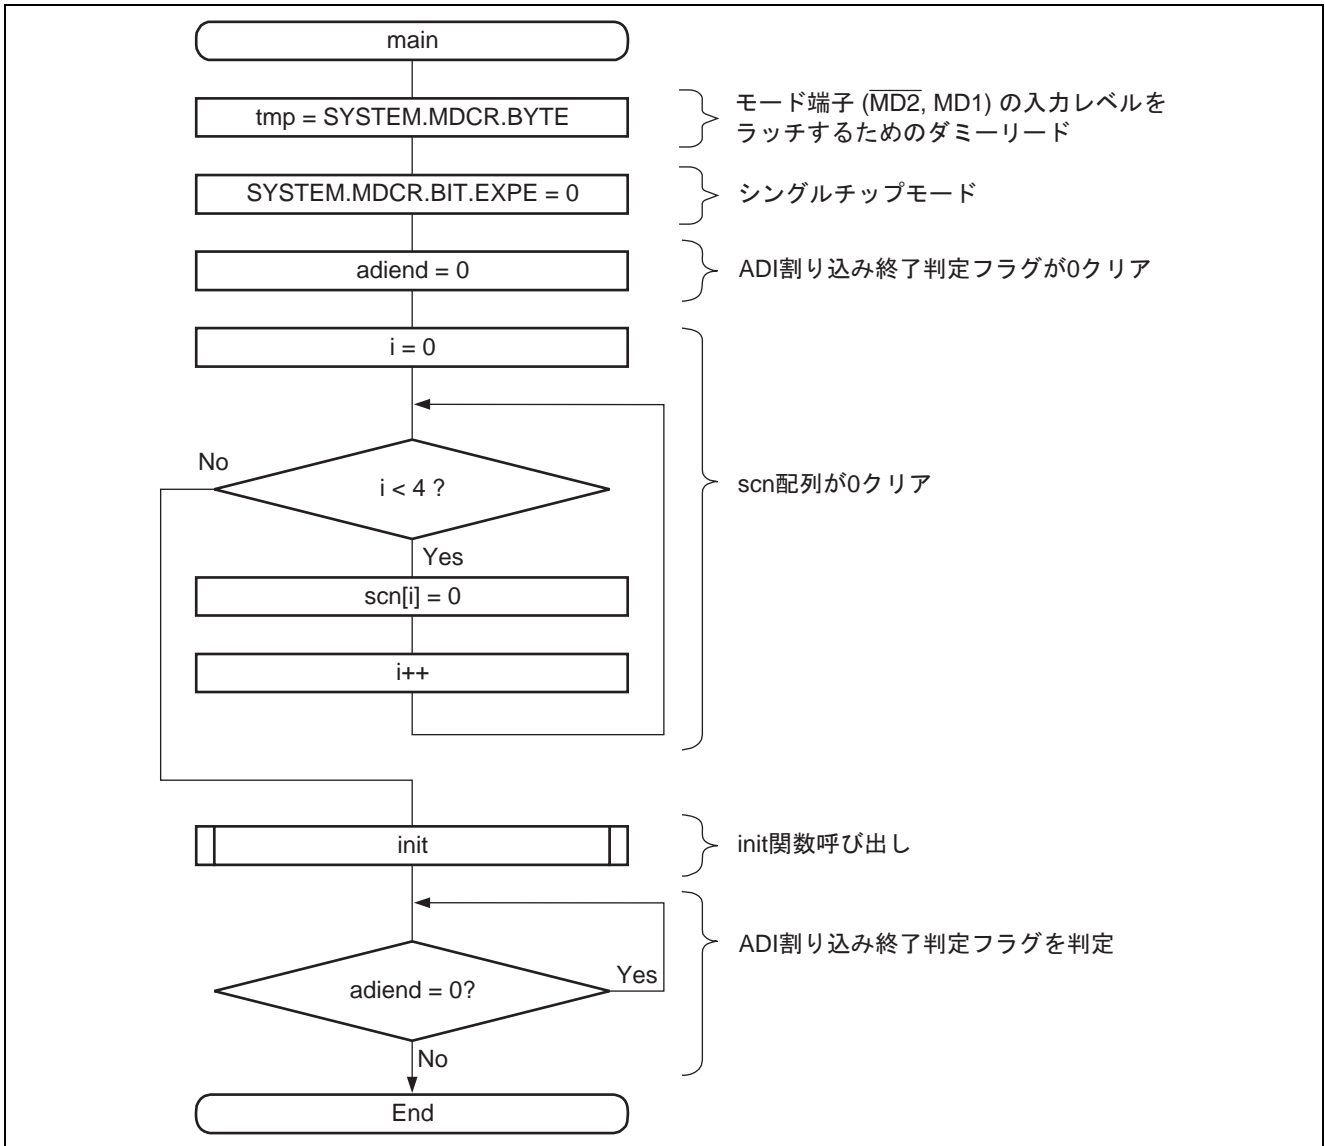 main
tmp = SYSTEM.MDCR.BYTE
モード端子 (M̅D̅2̅, MD1) の入力レベルを
ラッチするためのダミーリード
SYSTEM.MDCR.BIT.EXPE = 0
シングルチップモード
adiend = 0
ADI割り込み終了判定フラグが0クリア
i = 0
No
i < 4 ?
scn配列が0クリア
Yes
scn[i] = 0
i++
init
init関数呼び出し
ADI割り込み終了判定フラグを判定
Yes
adiend = 0?
No
End